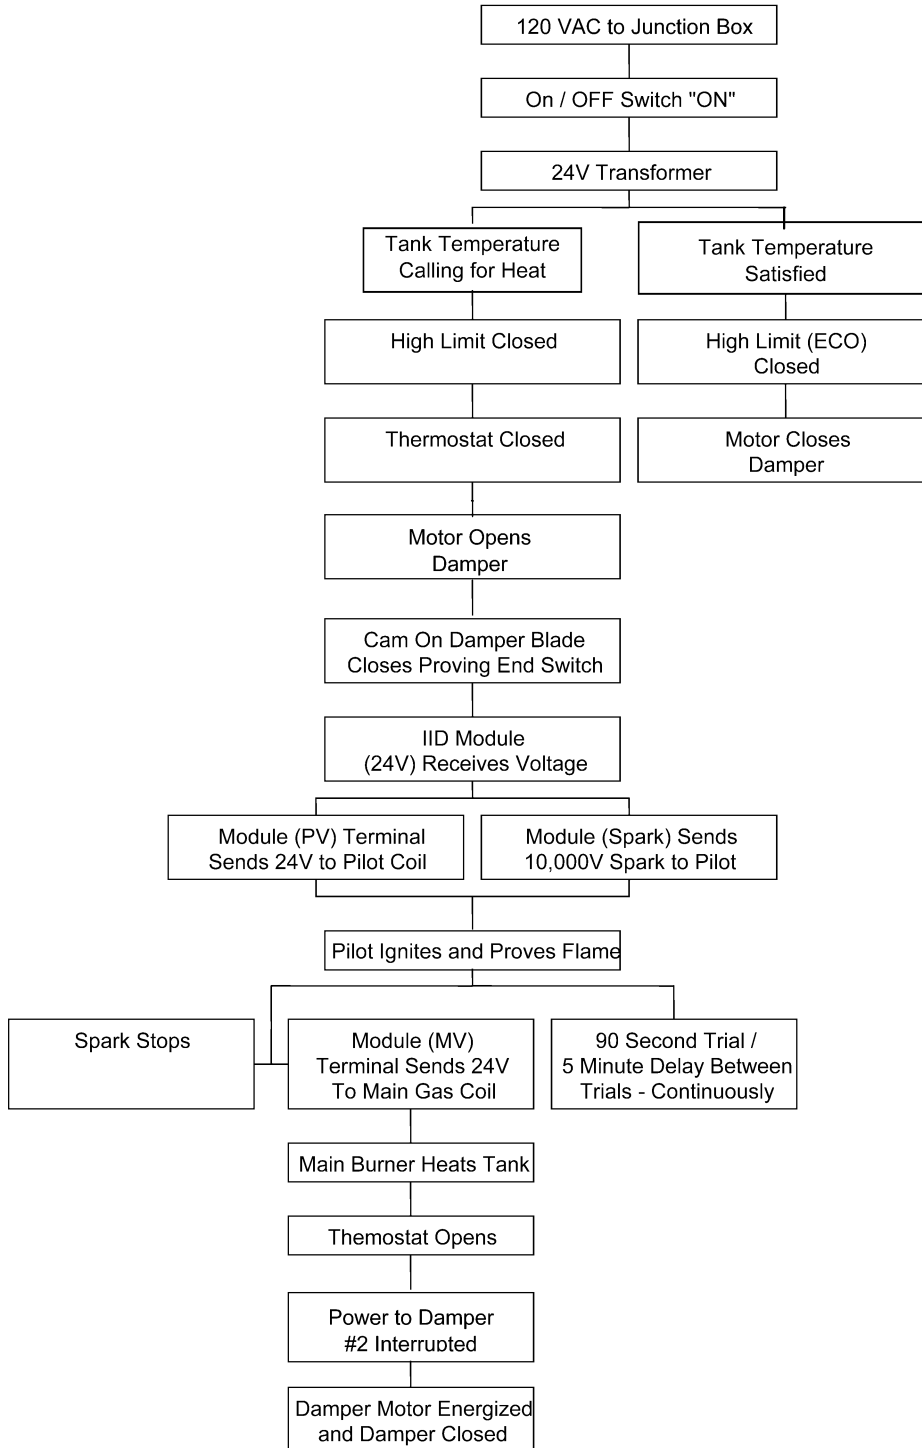 120 VAC to Junction Box
On / OFF Switch "ON"
24V Transformer
Tank Temperature
Calling for Heat
Tank Temperature
Satisfied
High Limit Closed
High Limit (ECO)
Closed
Thermostat Closed
Motor Closes
Damper
Motor Opens
Damper
Cam On Damper Blade
Closes Proving End Switch
IID Module
(24V) Receives Voltage
Module (PV) Terminal
Sends 24V to Pilot Coil
Module (Spark) Sends
10,000V Spark to Pilot
Pilot Ignites and Proves Flame
Spark Stops
Module (MV)
Terminal Sends 24V
To Main Gas Coil
90 Second Trial /
5 Minute Delay Between
Trials - Continuously
Main Burner Heats Tank
Themostat Opens
Power to Damper
#2 Interrupted
Damper Motor Energized
and Damper Closed